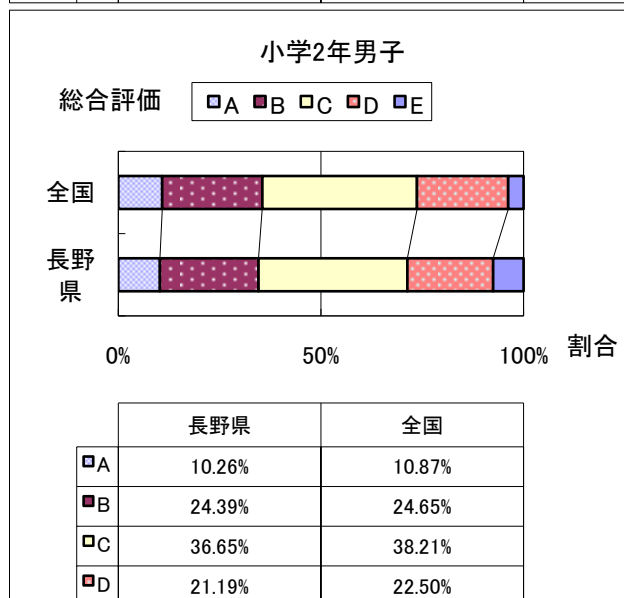 小学2年男子
総合評価 A B C D E
全国
長野
県
0% 50% 100% 割合
長野県 全国
A 10.26% 10.87%
B 24.39% 24.65%
C 36.65% 38.21%
D 21.19% 22.50%